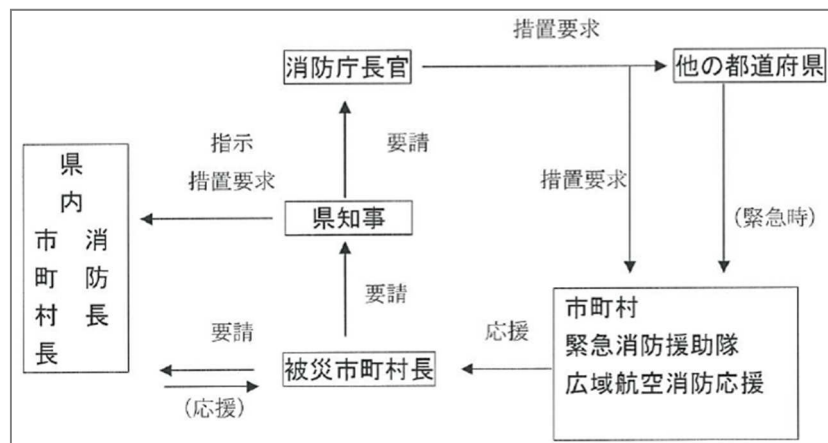 措置要求
消防庁長官
他の都道府県
指示
措置要求
要請
措置要求
(緊急時)
県内
市町村長
消防長
県知事
要請
要請
(応援)
被災市町村長
応援
市町村
緊急消防援助隊
広域航空消防応援